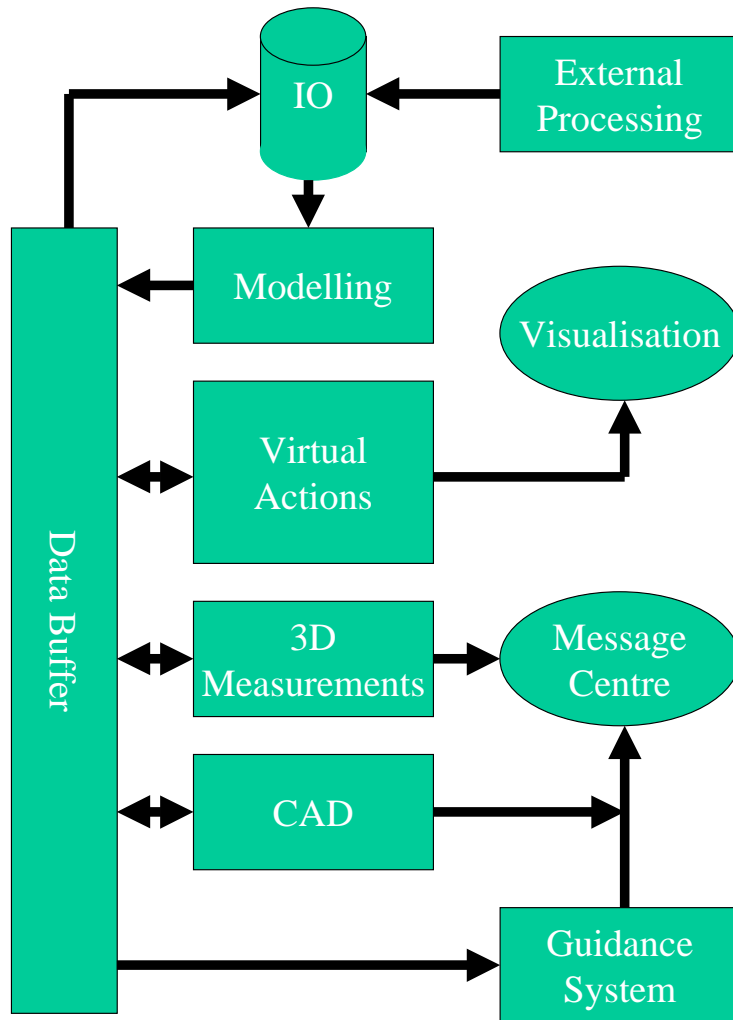 IO
External
Processing
Modelling
Visualisation
Virtual
Actions
Data Buffer
3D
Measurements
Message
Centre
CAD
Guidance
System